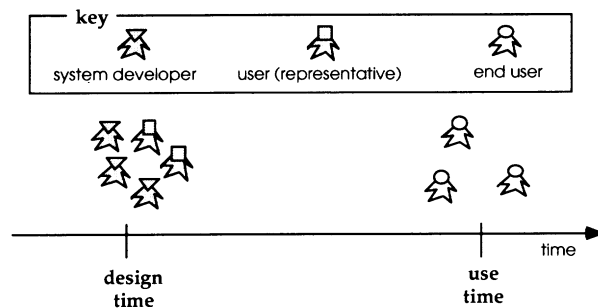 key
system developer
user (representative)
end user
time
design
time
use
time